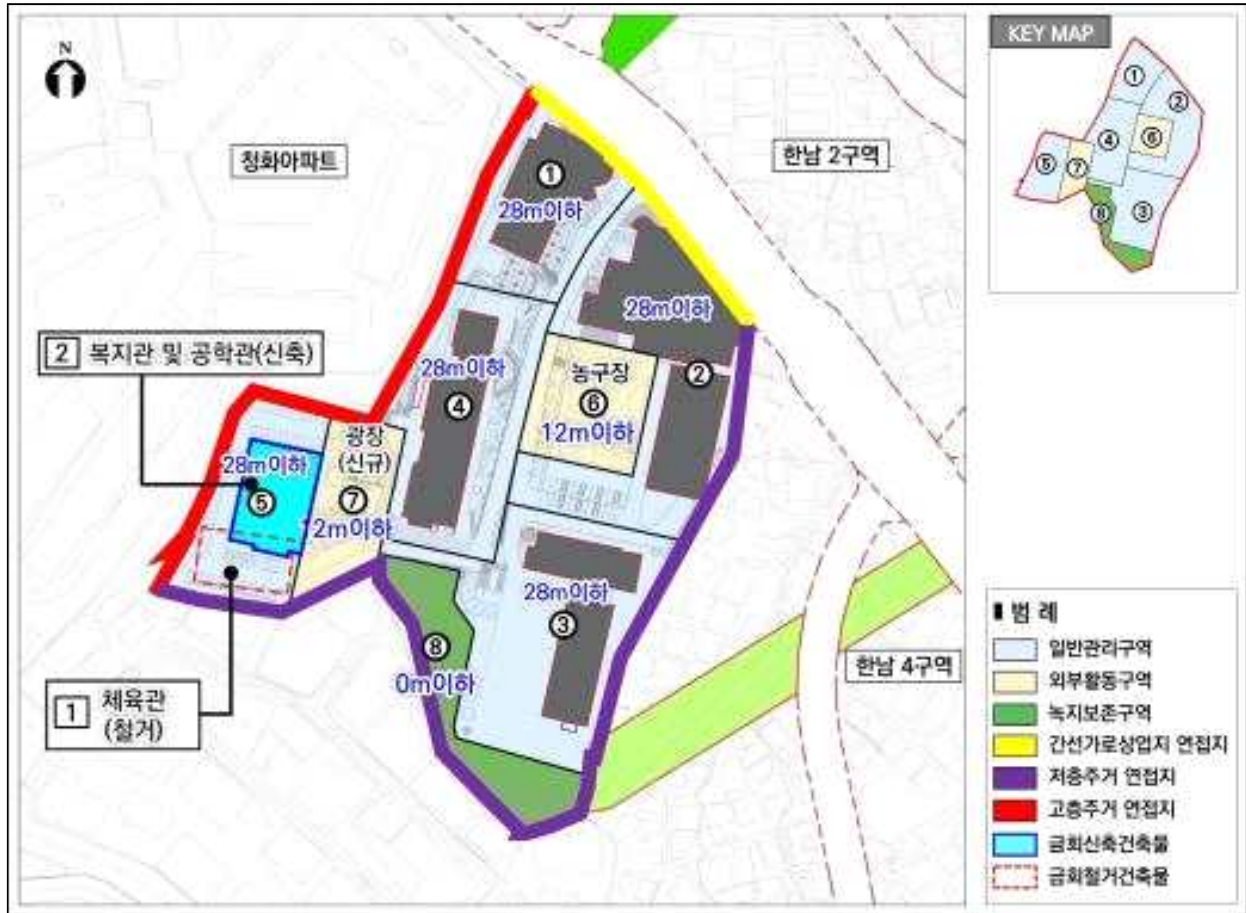 N
KEY MAP
①
②
④
⑥
⑤
⑦
⑧
③
청화아파트
한남 2구역
①
28m이하
28m이하
②
2 복지관 및 공학관(신축)
28m이하
④
농구장
⑥
12m이하
광장
(신규)
⑦
2m이하
28m이하
⑤
28m이하
③
⑧
0m이하
한남 4구역
1 체육관
(철거)
범 례
일반관리구역
외부활동구역
녹지보존구역
간선가로상업지 연접지
저층주거 연접지
고층주거 연접지
금회신축건축물
금회철거건축물